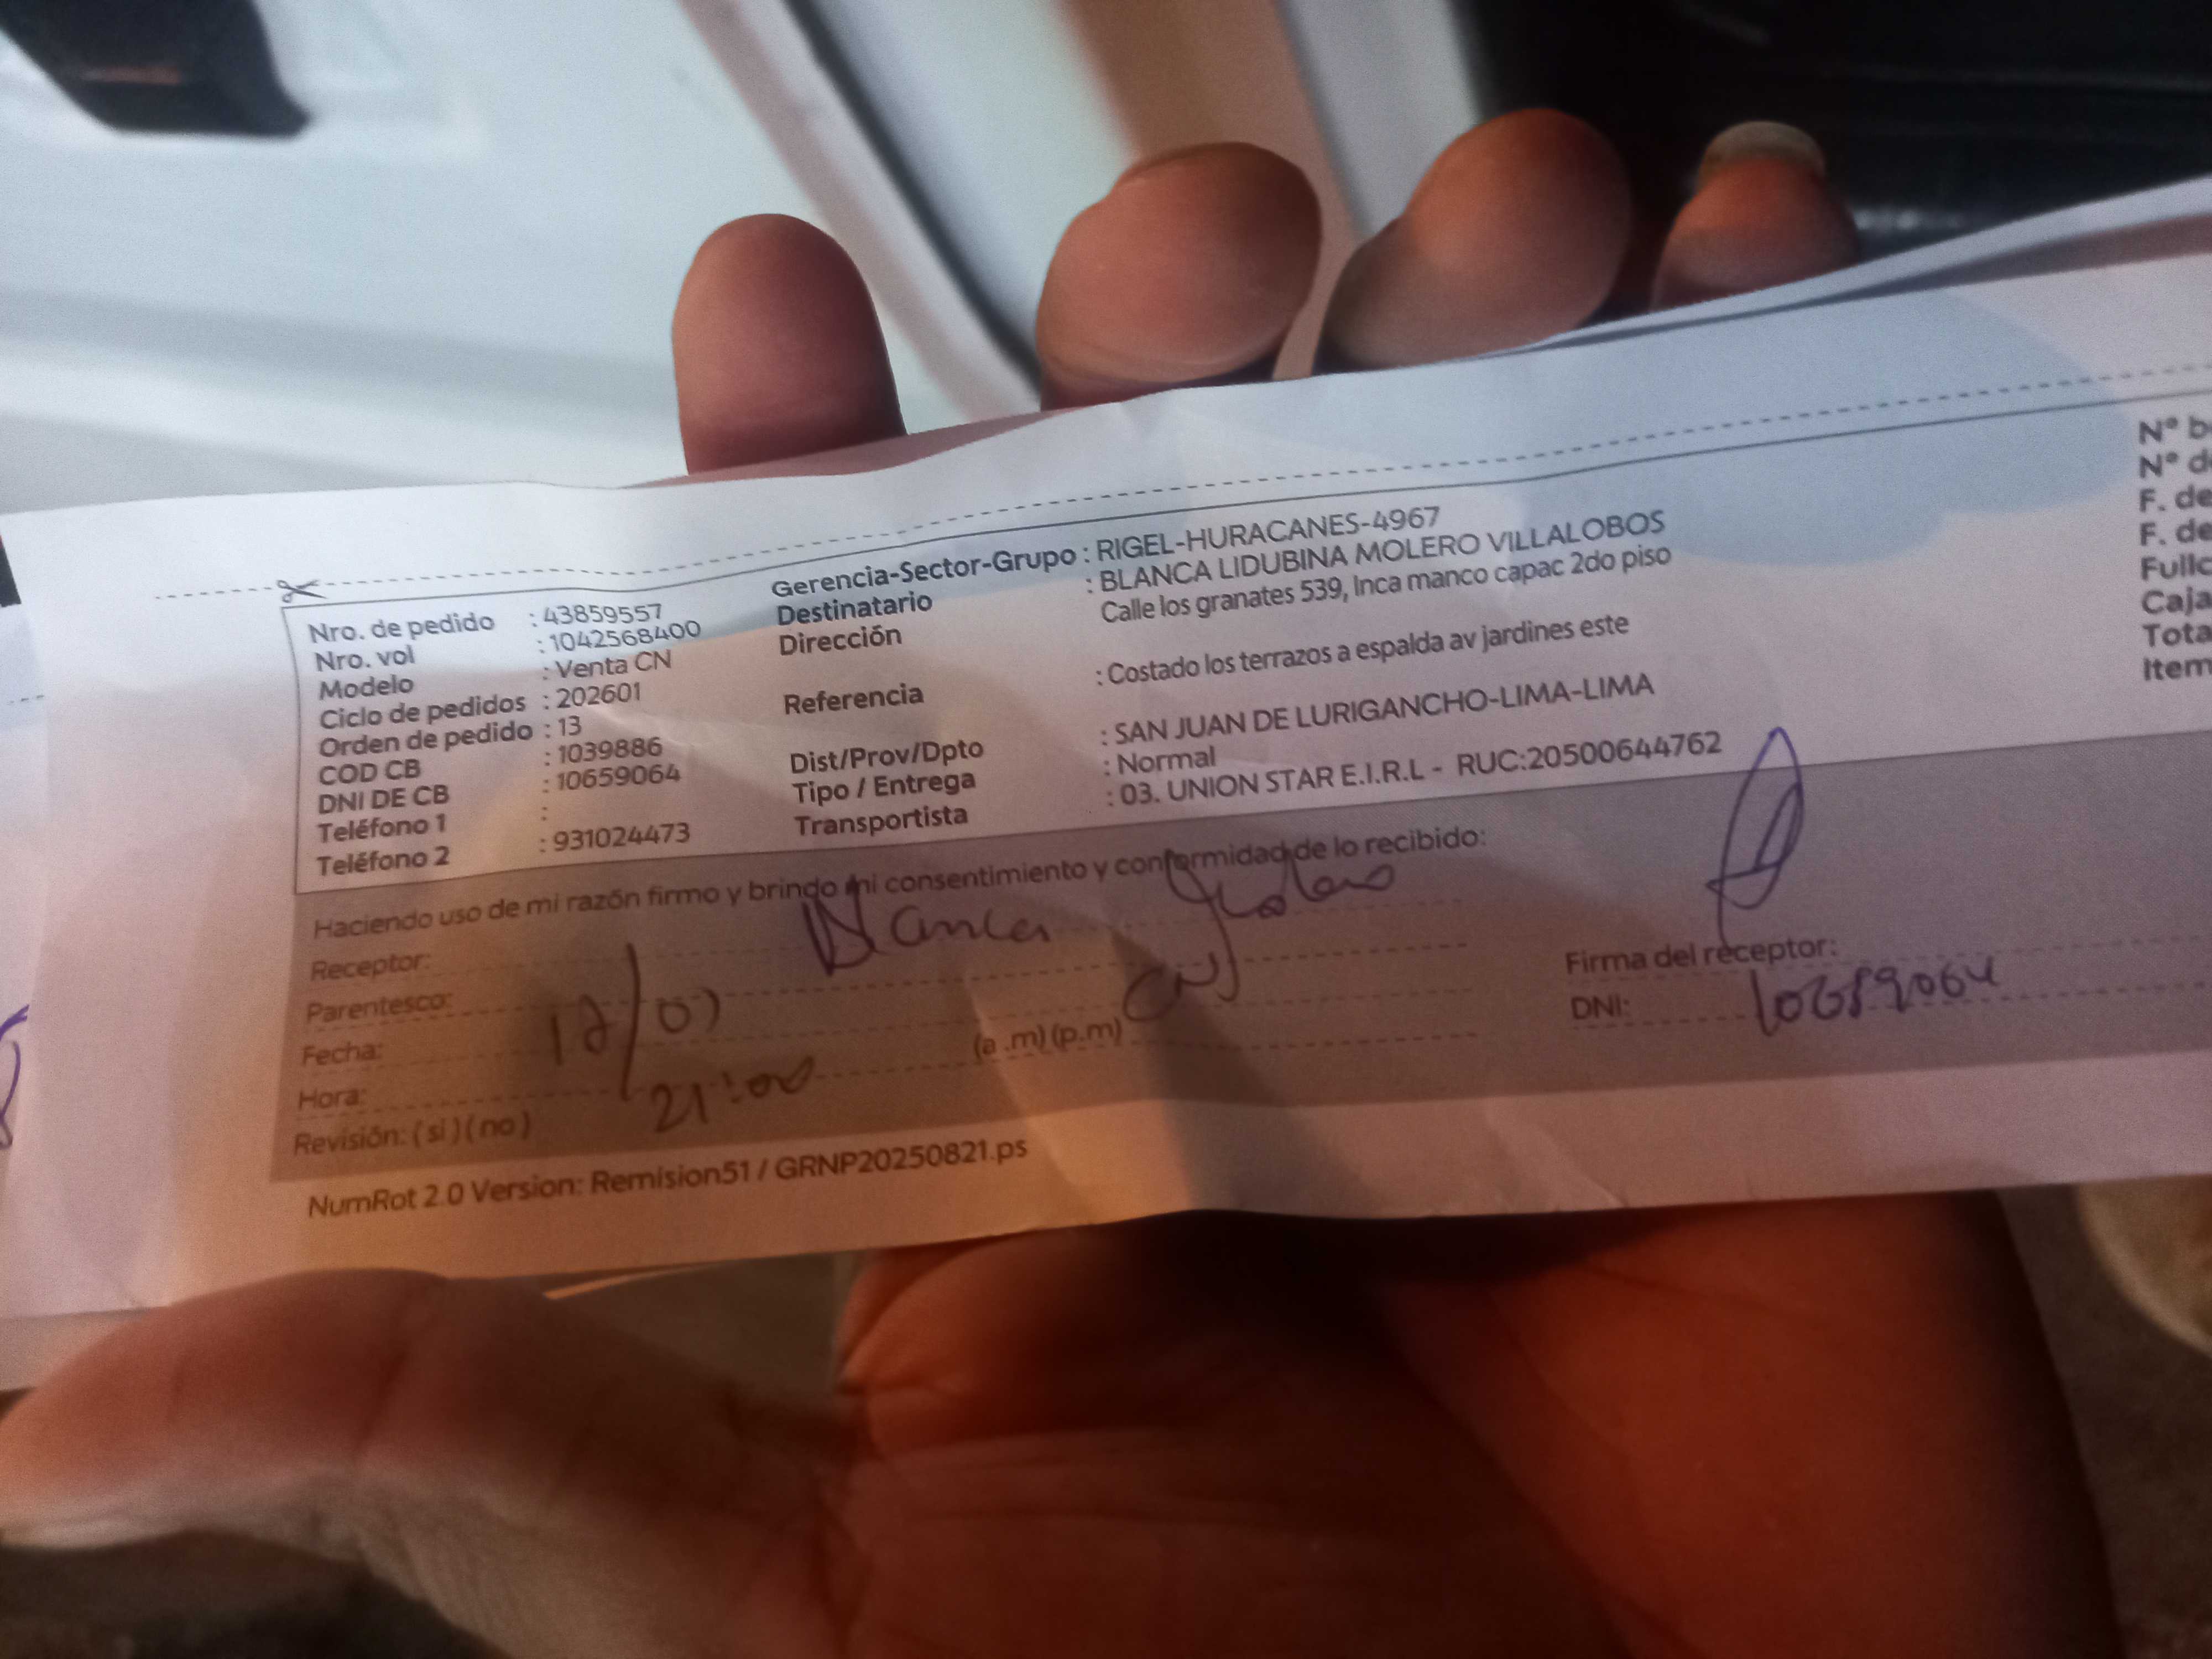 Nro. de pedido : 43859557
Nro. vol : 1042568400
Modelo : Venta CN
Ciclo de pedidos : 202601
Orden de pedido : 13
COD CB : 1039886
DNI DE CB : 10659064
Teléfono 1 :
Teléfono 2 : 931024473
Gerencia-Sector-Grupo : RIGEL-HURACANES-4967
Destinatario : BLANCA LIDUBINA MOLERO VILLALOBOS
Dirección Calle los granates 539, Inca manco capac 2do piso
Referencia : Costado los terrazos a espalda av jardines este
Dist/Prov/Dpto : SAN JUAN DE LURIGANCHO-LIMA-LIMA
Tipo / Entrega : Normal
Transportista : 03. UNION STAR E.I.R.L - RUC:20500644762
Nº
Nº
F. de
F. de
Caja
Item
Haciendo uso de mi razón firmo y brindo mi consentimiento y conformidad de lo recibido:
Receptor: Blanca Molero
Parentesco: CN
Fecha:
Hora: 21:00 (a .m) (p.m)
Revisión: ( si ) ( no )
Firma del receptor:
DNI: 10659064
NumRot 2.0 Version: Remision51 / GRNP20250821.ps